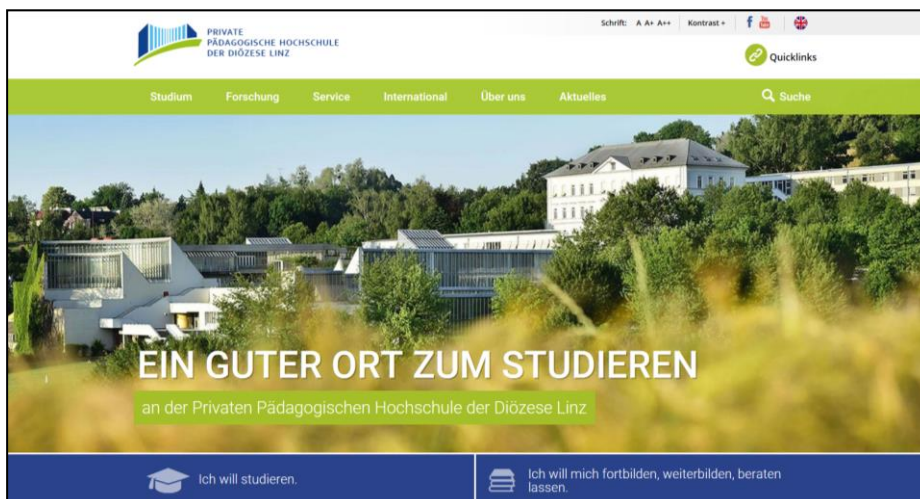 Schrift: A A+ A++ Kontrast +
PRIVATE
PÄDAGOGISCHE HOCHSCHULE
DER DIÖZESE LINZ
Quicklinks
Studium Forschung Service International Über uns Aktuelles Suche
EIN GUTER ORT ZUM STUDIEREN
an der Privaten Pädagogischen Hochschule der Diözese Linz
Ich will studieren.
Ich will mich fortbilden, weiterbilden, beraten
lassen.